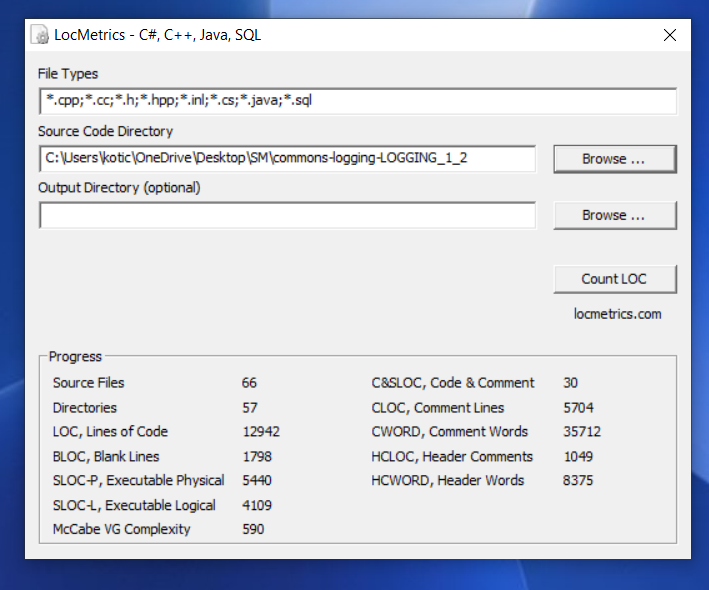 LocMetrics - C#, C++, Java, SQL
File Types
*.cpp;*.cc;*.h;*.hpp;*.inl;*.cs;*.java;*.sql
Source Code Directory
C:\Users\kotic\OneDrive\Desktop\SM\commons-logging-LOGGING_1_2
Browse ...
Output Directory (optional)
Browse ...
Count LOC
locmetrics.com
Progress
Source Files 66
Directories 57
LOC, Lines of Code 12942
BLOC, Blank Lines 1798
SLOC-P, Executable Physical 5440
SLOC-L, Executable Logical 4109
McCabe VG Complexity 590
C&SLOC, Code & Comment 30
CLOC, Comment Lines 5704
CWORD, Comment Words 35712
HCLOC, Header Comments 1049
HCWORD, Header Words 8375